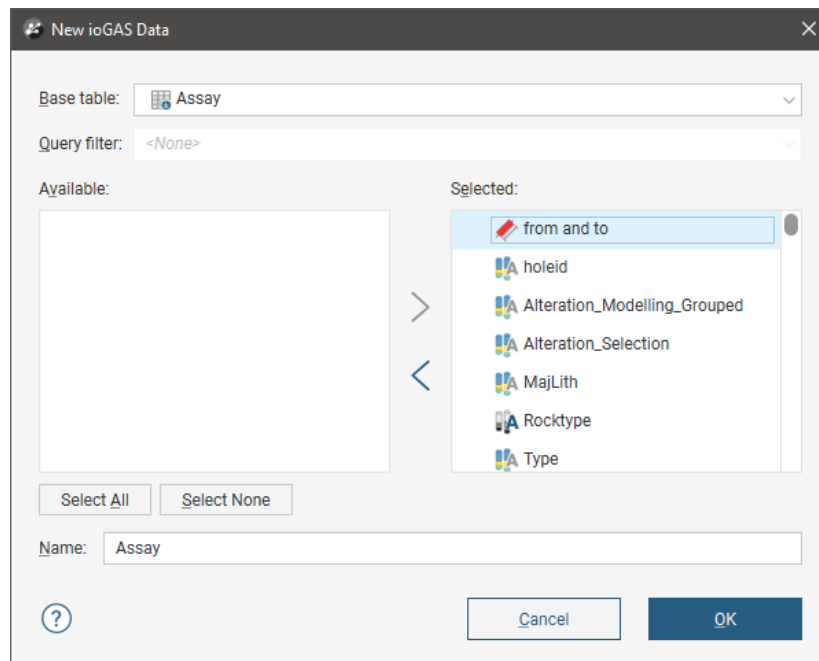 New ioGAS Data
Base table: Assay
Query filter: <None>
Available:
Selected:
from and to
holeid
Alteration_Modelling_Grouped
Alteration_Selection
MajLith
Rocktype
Type
Select All Select None
Name: Assay
? Cancel OK